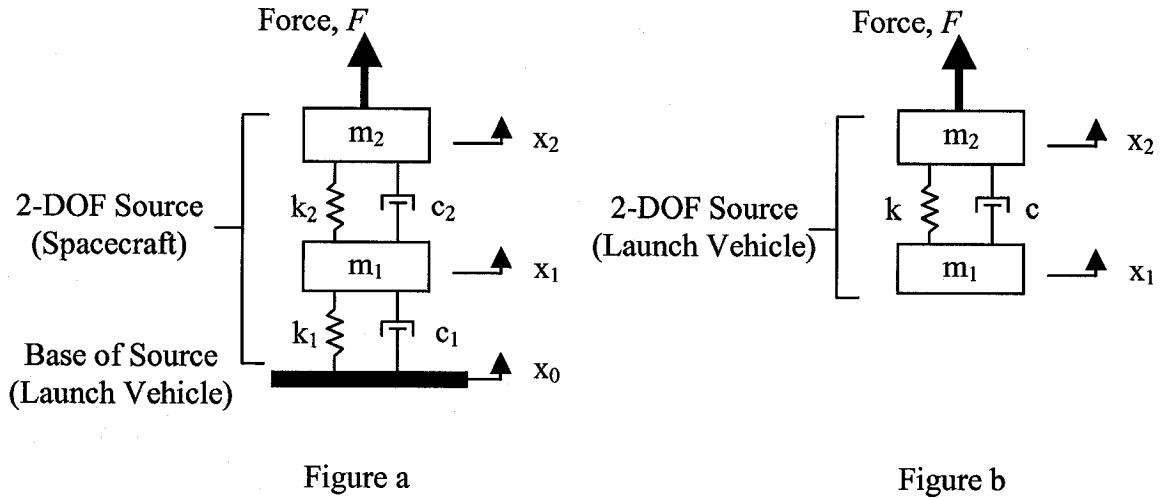 Force, F
m₂
x₂
k₂
c₂
2-DOF Source
(Spacecraft)
m₁
x₁
k₁
c₁
Base of Source
(Launch Vehicle)
x₀
Figure a
Force, F
m₂
x₂
2-DOF Source
(Launch Vehicle)
k
c
m₁
x₁
Figure b